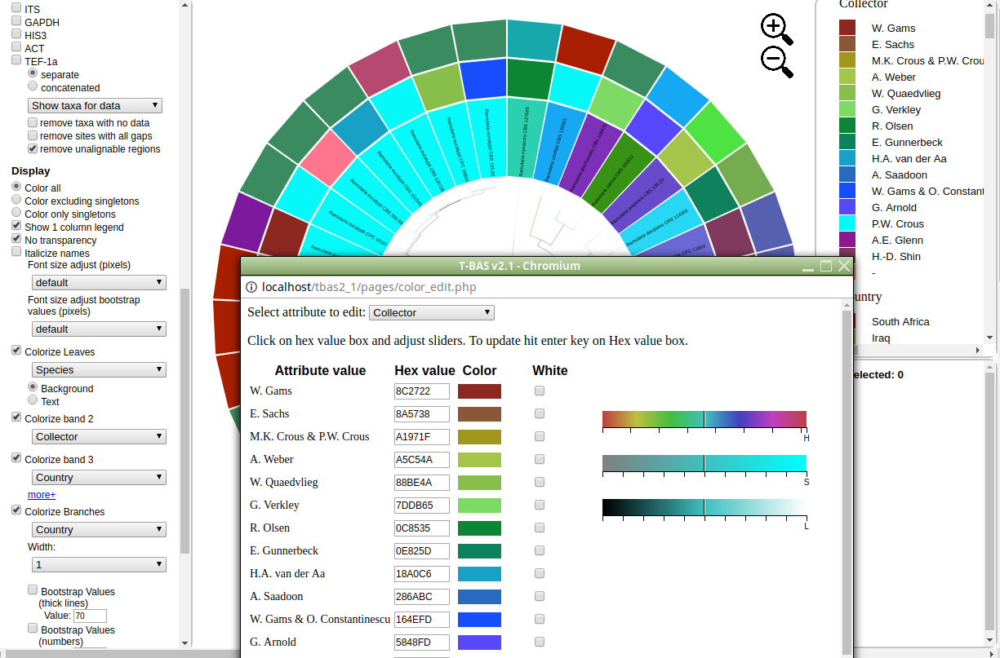 ITS
GAPDH
HIS3
ACT
TEF-1a
separate
concatenated
Show taxa for data
remove taxa with no data
remove sites with all gaps
remove unalignable regions
Display
Color all
Color excluding singletons
Color only singletons
Show 1 column legend
No transparency
Italicize names
Font size adjust (pixels)
default
Font size adjust bootstrap
values (pixels)
default
Colorize Leaves
Species
Background
Text
Colorize band 2
Collector
Colorize band 3
Country
more+
Colorize Branches
Country
Width:
1
Bootstrap Values
(thick lines)
Value: 70
Bootstrap Values
(numbers)
Collector
W. Gams
E. Sachs
M.K. Crous & P.W. Crou
A. Weber
W. Quaedvlieg
G. Verkley
R. Olsen
E. Gunnerbeck
H.A. van der Aa
A. Saadoon
W. Gams & O. Constant
G. Arnold
P.W. Crous
A.E. Glenn
H.-D. Shin
-
untry
South Africa
Iraq
elected: 0
T-BAS v2.1 - Chromium
localhost/tbas2_1/pages/color_edit.php
Select attribute to edit: Collector
Click on hex value box and adjust sliders. To update hit enter key on Hex value box.
Attribute value Hex value Color White
W. Gams 8C2722
E. Sachs 8A5738
M.K. Crous & P.W. Crous A1971F
A. Weber A5C54A
W. Quaedvlieg 88BE4A
G. Verkley 7DDB65
R. Olsen 0C8535
E. Gunnerbeck 0E825D
H.A. van der Aa 18A0C6
A. Saadoon 286ABC
W. Gams & O. Constantinescu 164EFD
G. Arnold 5848FD
H
S
L